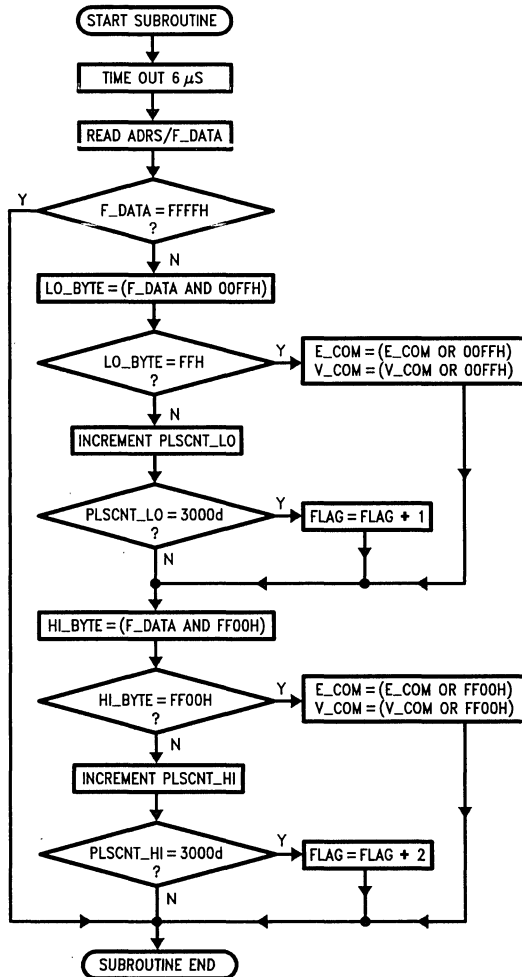 START SUBROUTINE
TIME OUT 6 μS
READ ADRS/F_DATA
Y
F_DATA = FFFFH
?
N
LO_BYTE = (F_DATA AND 00FFH)
LO_BYTE = FFH
?
Y
E_COM = (E_COM OR 00FFH)
V_COM = (V_COM OR 00FFH)
N
INCREMENT PLSCNT_LO
PLSCNT_LO = 3000d
?
Y
FLAG = FLAG + 1
N
HI_BYTE = (F_DATA AND FF00H)
HI_BYTE = FF00H
?
Y
E_COM = (E_COM OR FF00H)
V_COM = (V_COM OR FF00H)
N
INCREMENT PLSCNT_HI
PLSCNT_HI = 3000d
?
Y
FLAG = FLAG + 2
N
SUBROUTINE END